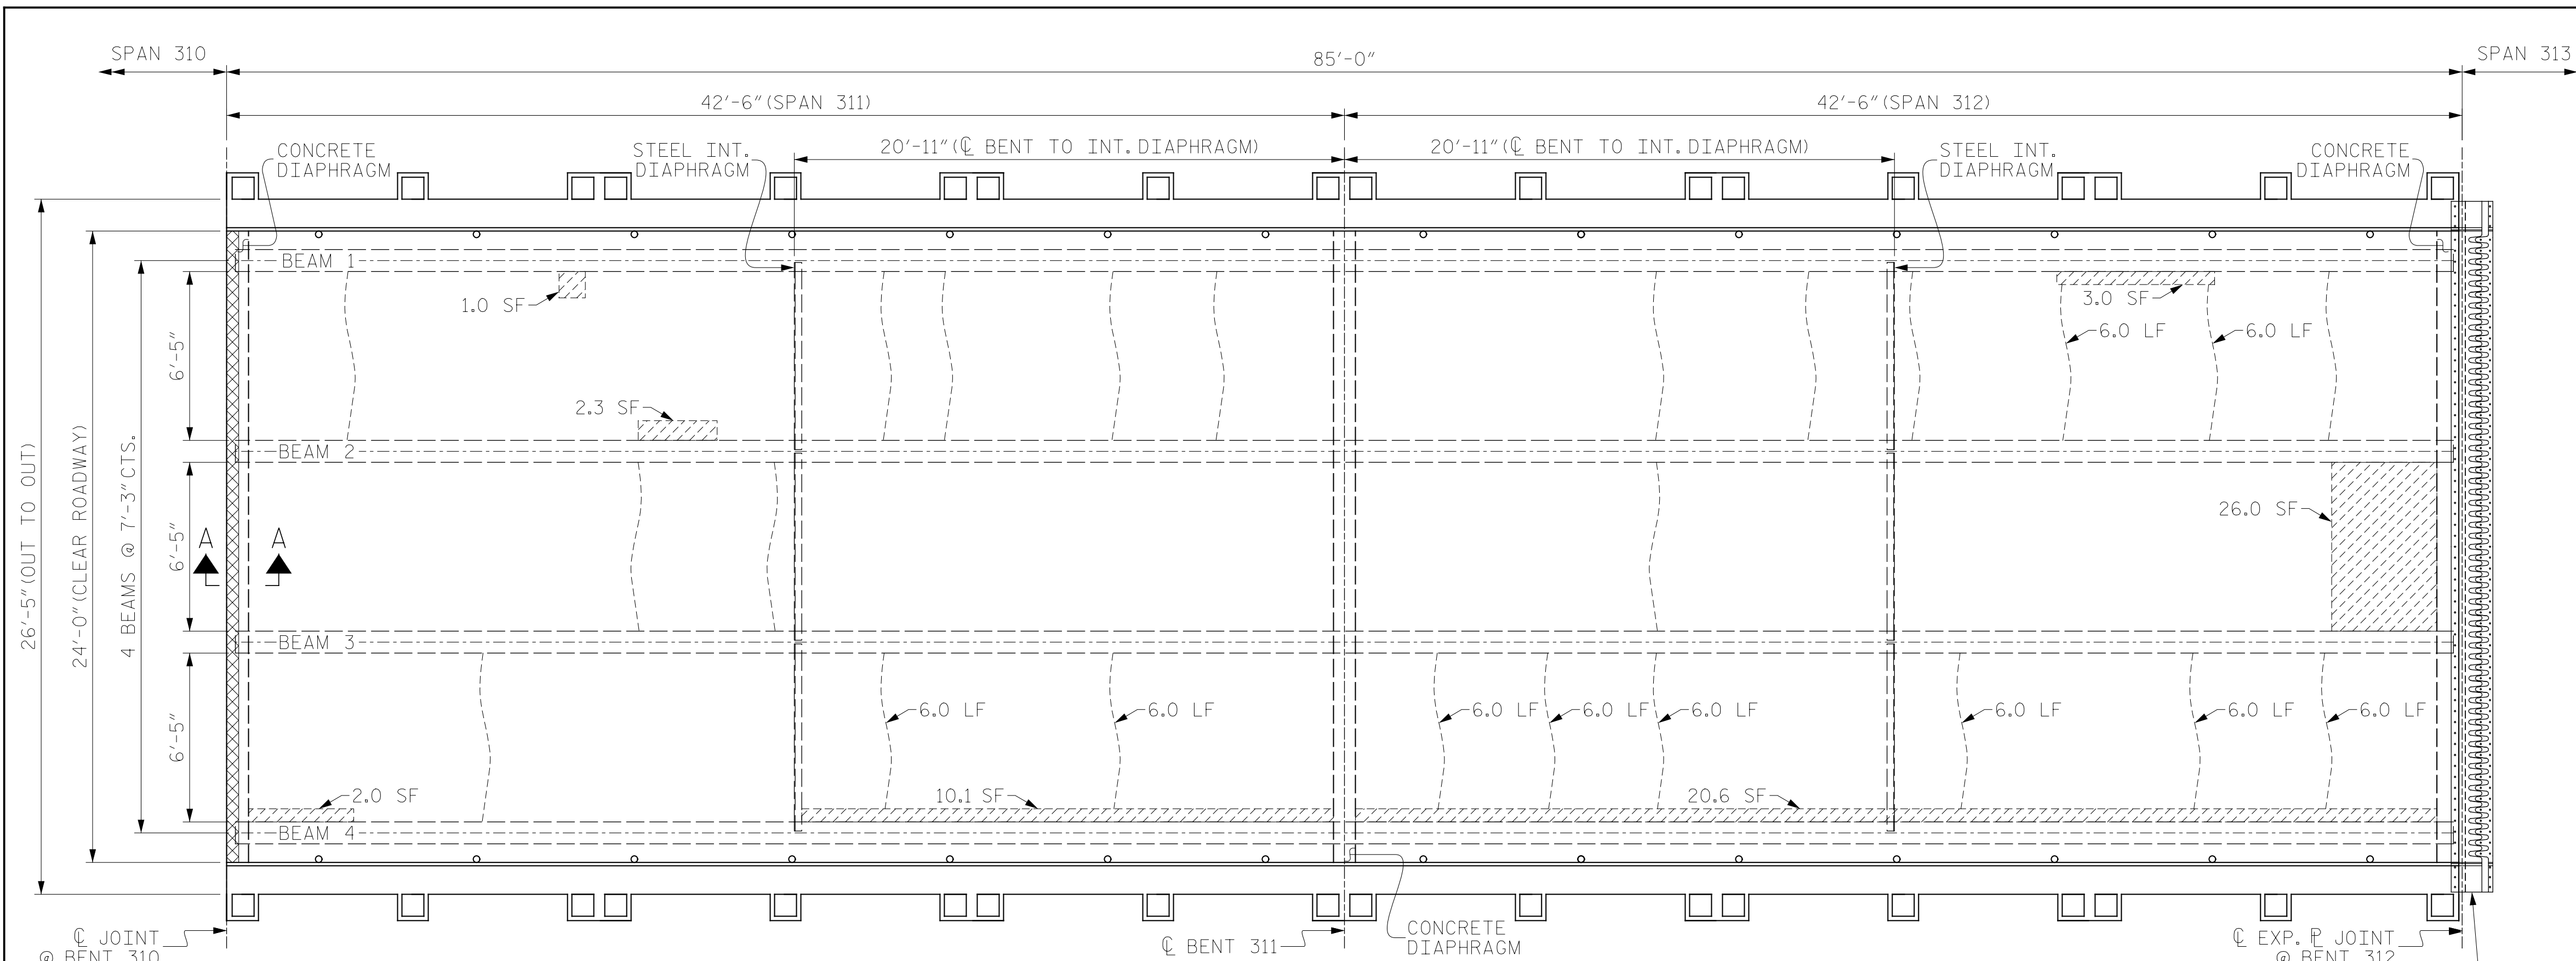 SPAN 310
85'-0"
SPAN 313
42'-6"(SPAN 311)
42'-6"(SPAN 312)
CONCRETE
DIAPHRAGM
STEEL INT.
DIAPHRAGM
20'-11"(℄ BENT TO INT. DIAPHRAGM)
20'-11"(℄ BENT TO INT. DIAPHRAGM)
STEEL INT.
DIAPHRAGM
CONCRETE
DIAPHRAGM
26'-5"(OUT TO OUT)
24'-0"(CLEAR ROADWAY)
4 BEAMS @ 7'-3" CTS.
6'-5"
6'-5"
6'-5"
BEAM 1
1.0 SF
3.0 SF
6.0 LF
6.0 LF
2.3 SF
BEAM 2
26.0 SF
A
A
BEAM 3
6.0 LF
6.0 LF
6.0 LF
6.0 LF
6.0 LF
6.0 LF
6.0 LF
6.0 LF
2.0 SF
10.1 SF
20.6 SF
BEAM 4
℄ JOINT
@ BENT 310
℄ BENT 311
CONCRETE
DIAPHRAGM
℄ EXP. P JOINT
@ BENT 312